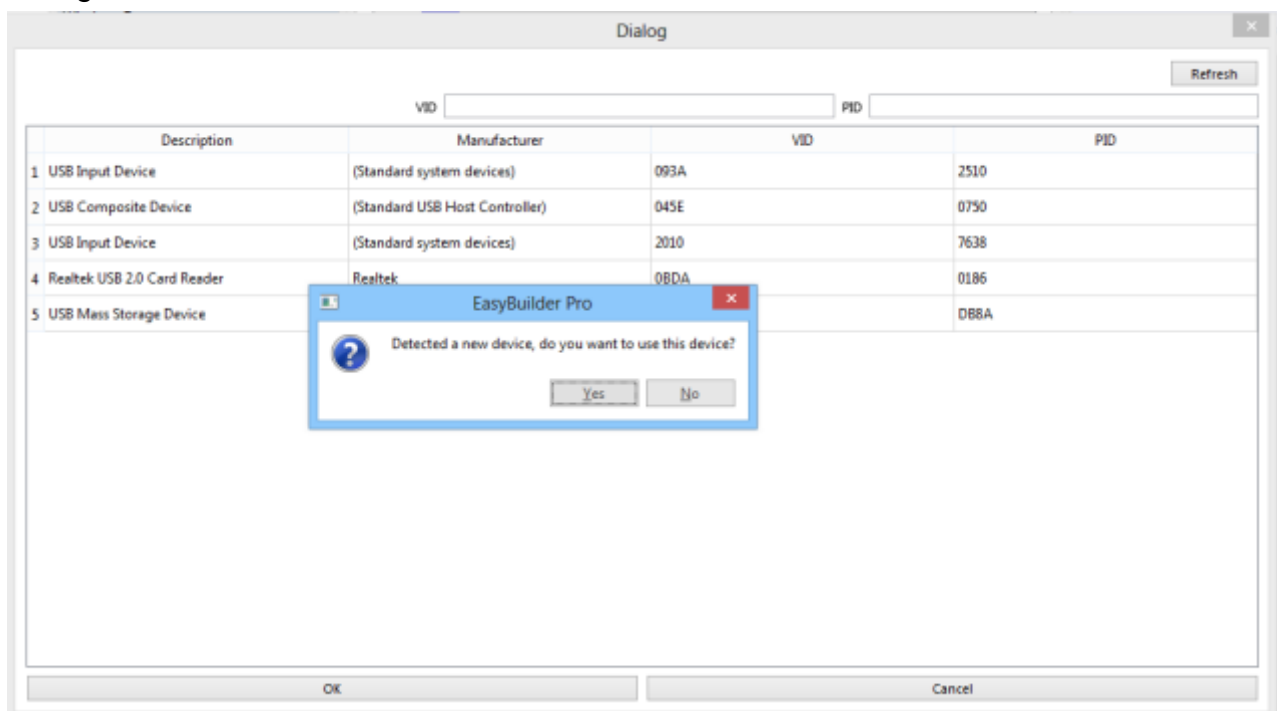 Dialog
Refresh
VID PID
Description Manufacturer VID PID
1 USB Input Device (Standard system devices) 093A 2510
2 USB Composite Device (Standard USB Host Controller) 045E 0750
3 USB Input Device (Standard system devices) 2010 7638
4 Realtek USB 2.0 Card Reader Realtek 0BDA 0186
5 USB Mass Storage Device DB8A
EasyBuilder Pro
Detected a new device, do you want to use this device?
Yes No
OK Cancel